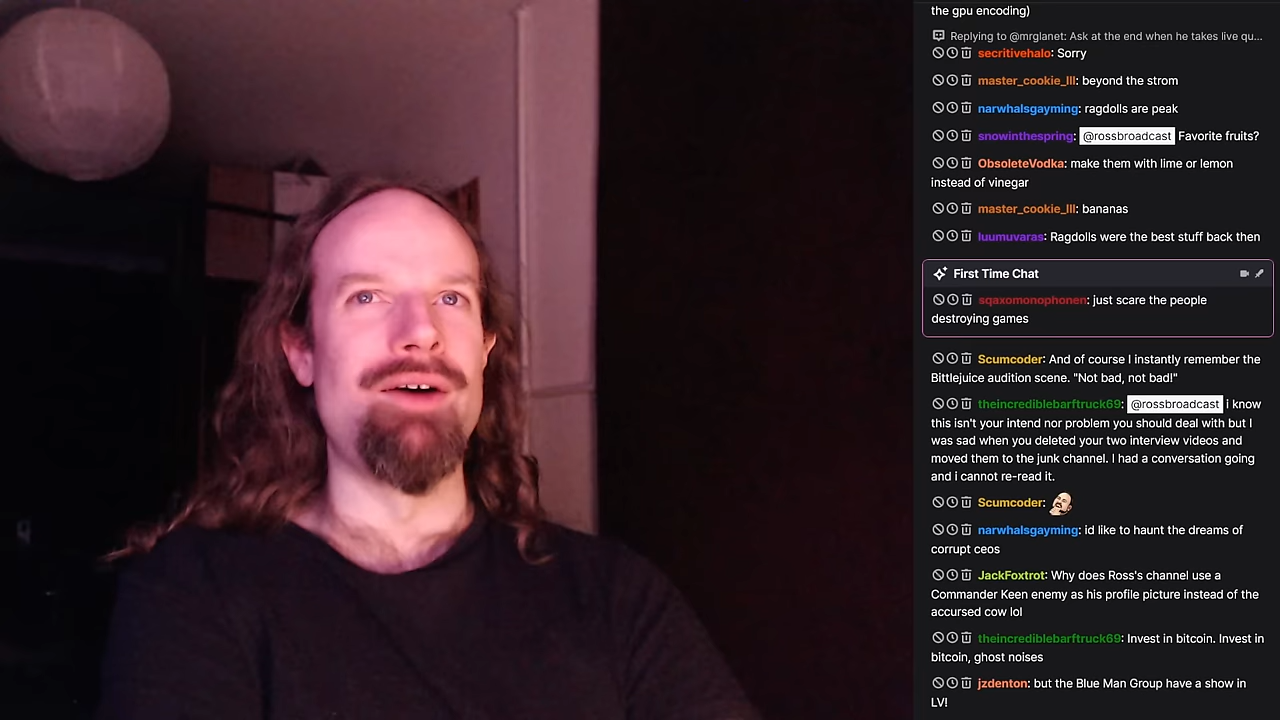 the gpu encoding)
Replying to @mrglanet: Ask at the end when he takes live qu...
secritivehalo: Sorry
master_cookie_lll: beyond the strom
narwhalsgayming: ragdolls are peak
snowinthespring: @rossbroadcast Favorite fruits?
ObsoleteVodka: make them with lime or lemon
instead of vinegar
master_cookie_lll: bananas
luumuvaras: Ragdolls were the best stuff back then
First Time Chat
sqaxomonophonen: just scare the people
destroying games
Scumcoder: And of course I instantly remember the
Bittlejuice audition scene. "Not bad, not bad!"
theincrediblebarftruck69: @rossbroadcast i know
this isn't your intend nor problem you should deal with but I
was sad when you deleted your two interview videos and
moved them to the junk channel. I had a conversation going
and i cannot re-read it.
Scumcoder:
narwhalsgayming: id like to haunt the dreams of
corrupt ceos
JackFoxtrot: Why does Ross's channel use a
Commander Keen enemy as his profile picture instead of the
accursed cow lol
theincrediblebarftruck69: Invest in bitcoin. Invest in
bitcoin, ghost noises
jzdenton: but the Blue Man Group have a show in
LV!